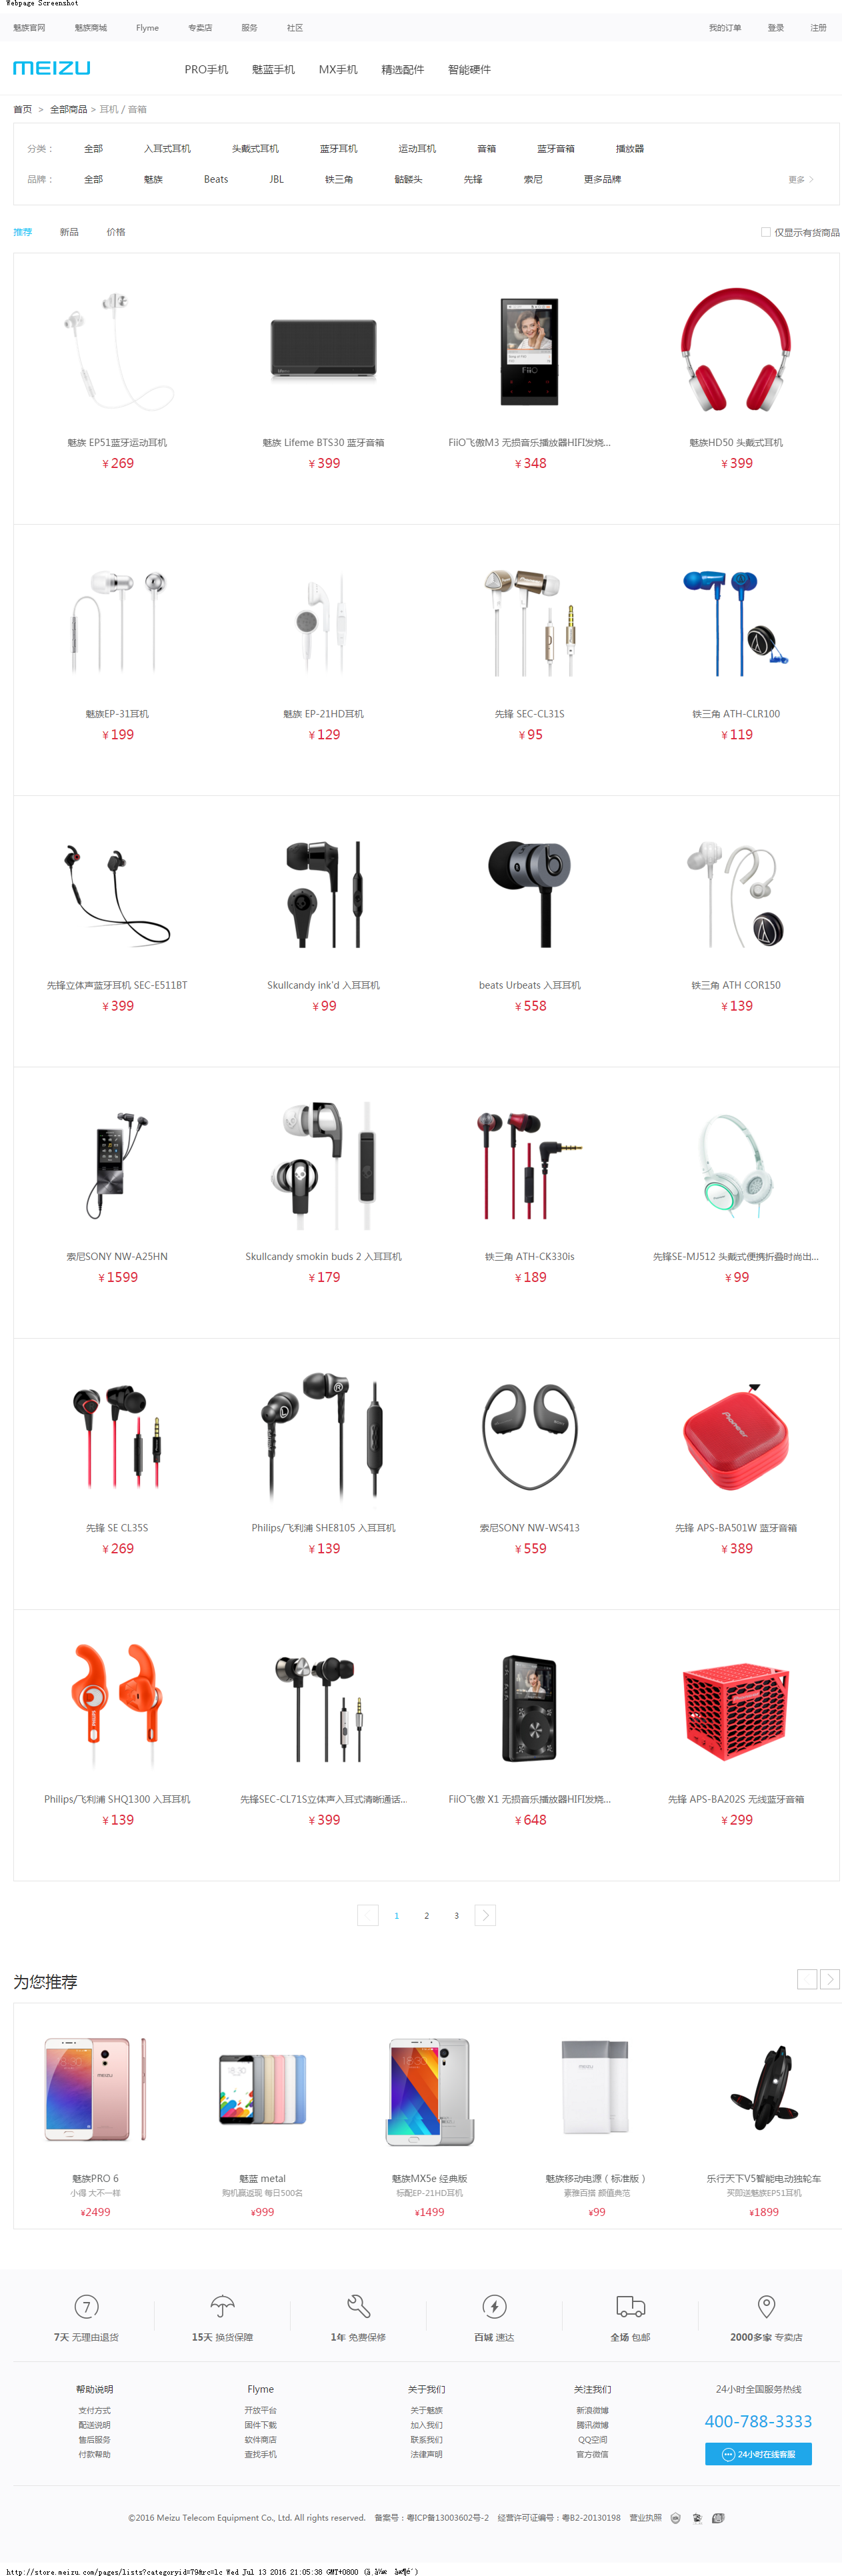 Webpage Screenshot
魅族官网 魅族商城 Flyme 专卖店 服务 社区 我的订单 登录 注册
MEIZU PRO手机 魅蓝手机 MX手机 精选配件 智能硬件
首页 > 全部商品 > 耳机 / 音箱
分类： 全部 入耳式耳机 头戴式耳机 蓝牙耳机 运动耳机 音箱 蓝牙音箱 播放器
品牌： 全部 魅族 Beats JBL 铁三角 骷髅头 先锋 索尼 更多品牌 更多 >
推荐 新品 价格 仅显示有货商品
魅族 EP51蓝牙运动耳机 魅族 Lifeme BTS30 蓝牙音箱 FiiO飞傲M3 无损音乐播放器HIFI发烧... 魅族HD50 头戴式耳机
¥269 ¥399 ¥348 ¥399
魅族EP-31耳机 魅族 EP-21HD耳机 先锋 SEC-CL31S 铁三角 ATH-CLR100
¥199 ¥129 ¥95 ¥119
先锋立体声蓝牙耳机 SEC-E511BT Skullcandy ink'd 入耳耳机 beats Urbeats 入耳耳机 铁三角 ATH COR150
¥399 ¥99 ¥558 ¥139
索尼SONY NW-A25HN Skullcandy smokin buds 2 入耳耳机 铁三角 ATH-CK330is 先锋SE-MJ512 头戴式便携折叠时尚出...
¥1599 ¥179 ¥189 ¥99
先锋 SE CL35S Philips/飞利浦 SHE8105 入耳耳机 索尼SONY NW-WS413 先锋 APS-BA501W 蓝牙音箱
¥269 ¥139 ¥559 ¥389
Philips/飞利浦 SHQ1300 入耳耳机 先锋SEC-CL71S立体声入耳式清晰通话... FiiO飞傲 X1 无损音乐播放器HIFI发烧... 先锋 APS-BA202S 无线蓝牙音箱
¥139 ¥399 ¥648 ¥299
1 2 3
为您推荐
魅族PRO 6 魅蓝 metal 魅族MX5e 经典版 魅族移动电源（标准版） 乐行天下V5智能电动独轮车
小得 大不一样 购机赢返现 每日500名 标配EP-21HD耳机 素雅百搭 颜值典范 买即送魅族EP51耳机
¥2499 ¥999 ¥1499 ¥99 ¥1899
7天 无理由退货 15天 换货保障 1年 免费保修 百城 速达 全场 包邮 2000多家 专卖店
帮助说明 Flyme 关于我们 关注我们 24小时全国服务热线
支付方式 开放平台 关于魅族 新浪微博
配送说明 固件下载 加入我们 腾讯微博 400-788-3333
售后服务 软件商店 联系我们 QQ空间
付款帮助 查找手机 法律声明 官方微信 24小时在线客服
©2016 Meizu Telecom Equipment Co., Ltd. All rights reserved. 备案号：粤ICP备13003602号-2 经营许可证编号：粤B2-20130198 营业执照
http://store.meizu.com/pages/lists?categoryid=79&rc=lc Wed Jul 13 2016 21:05:38 GMT+0800